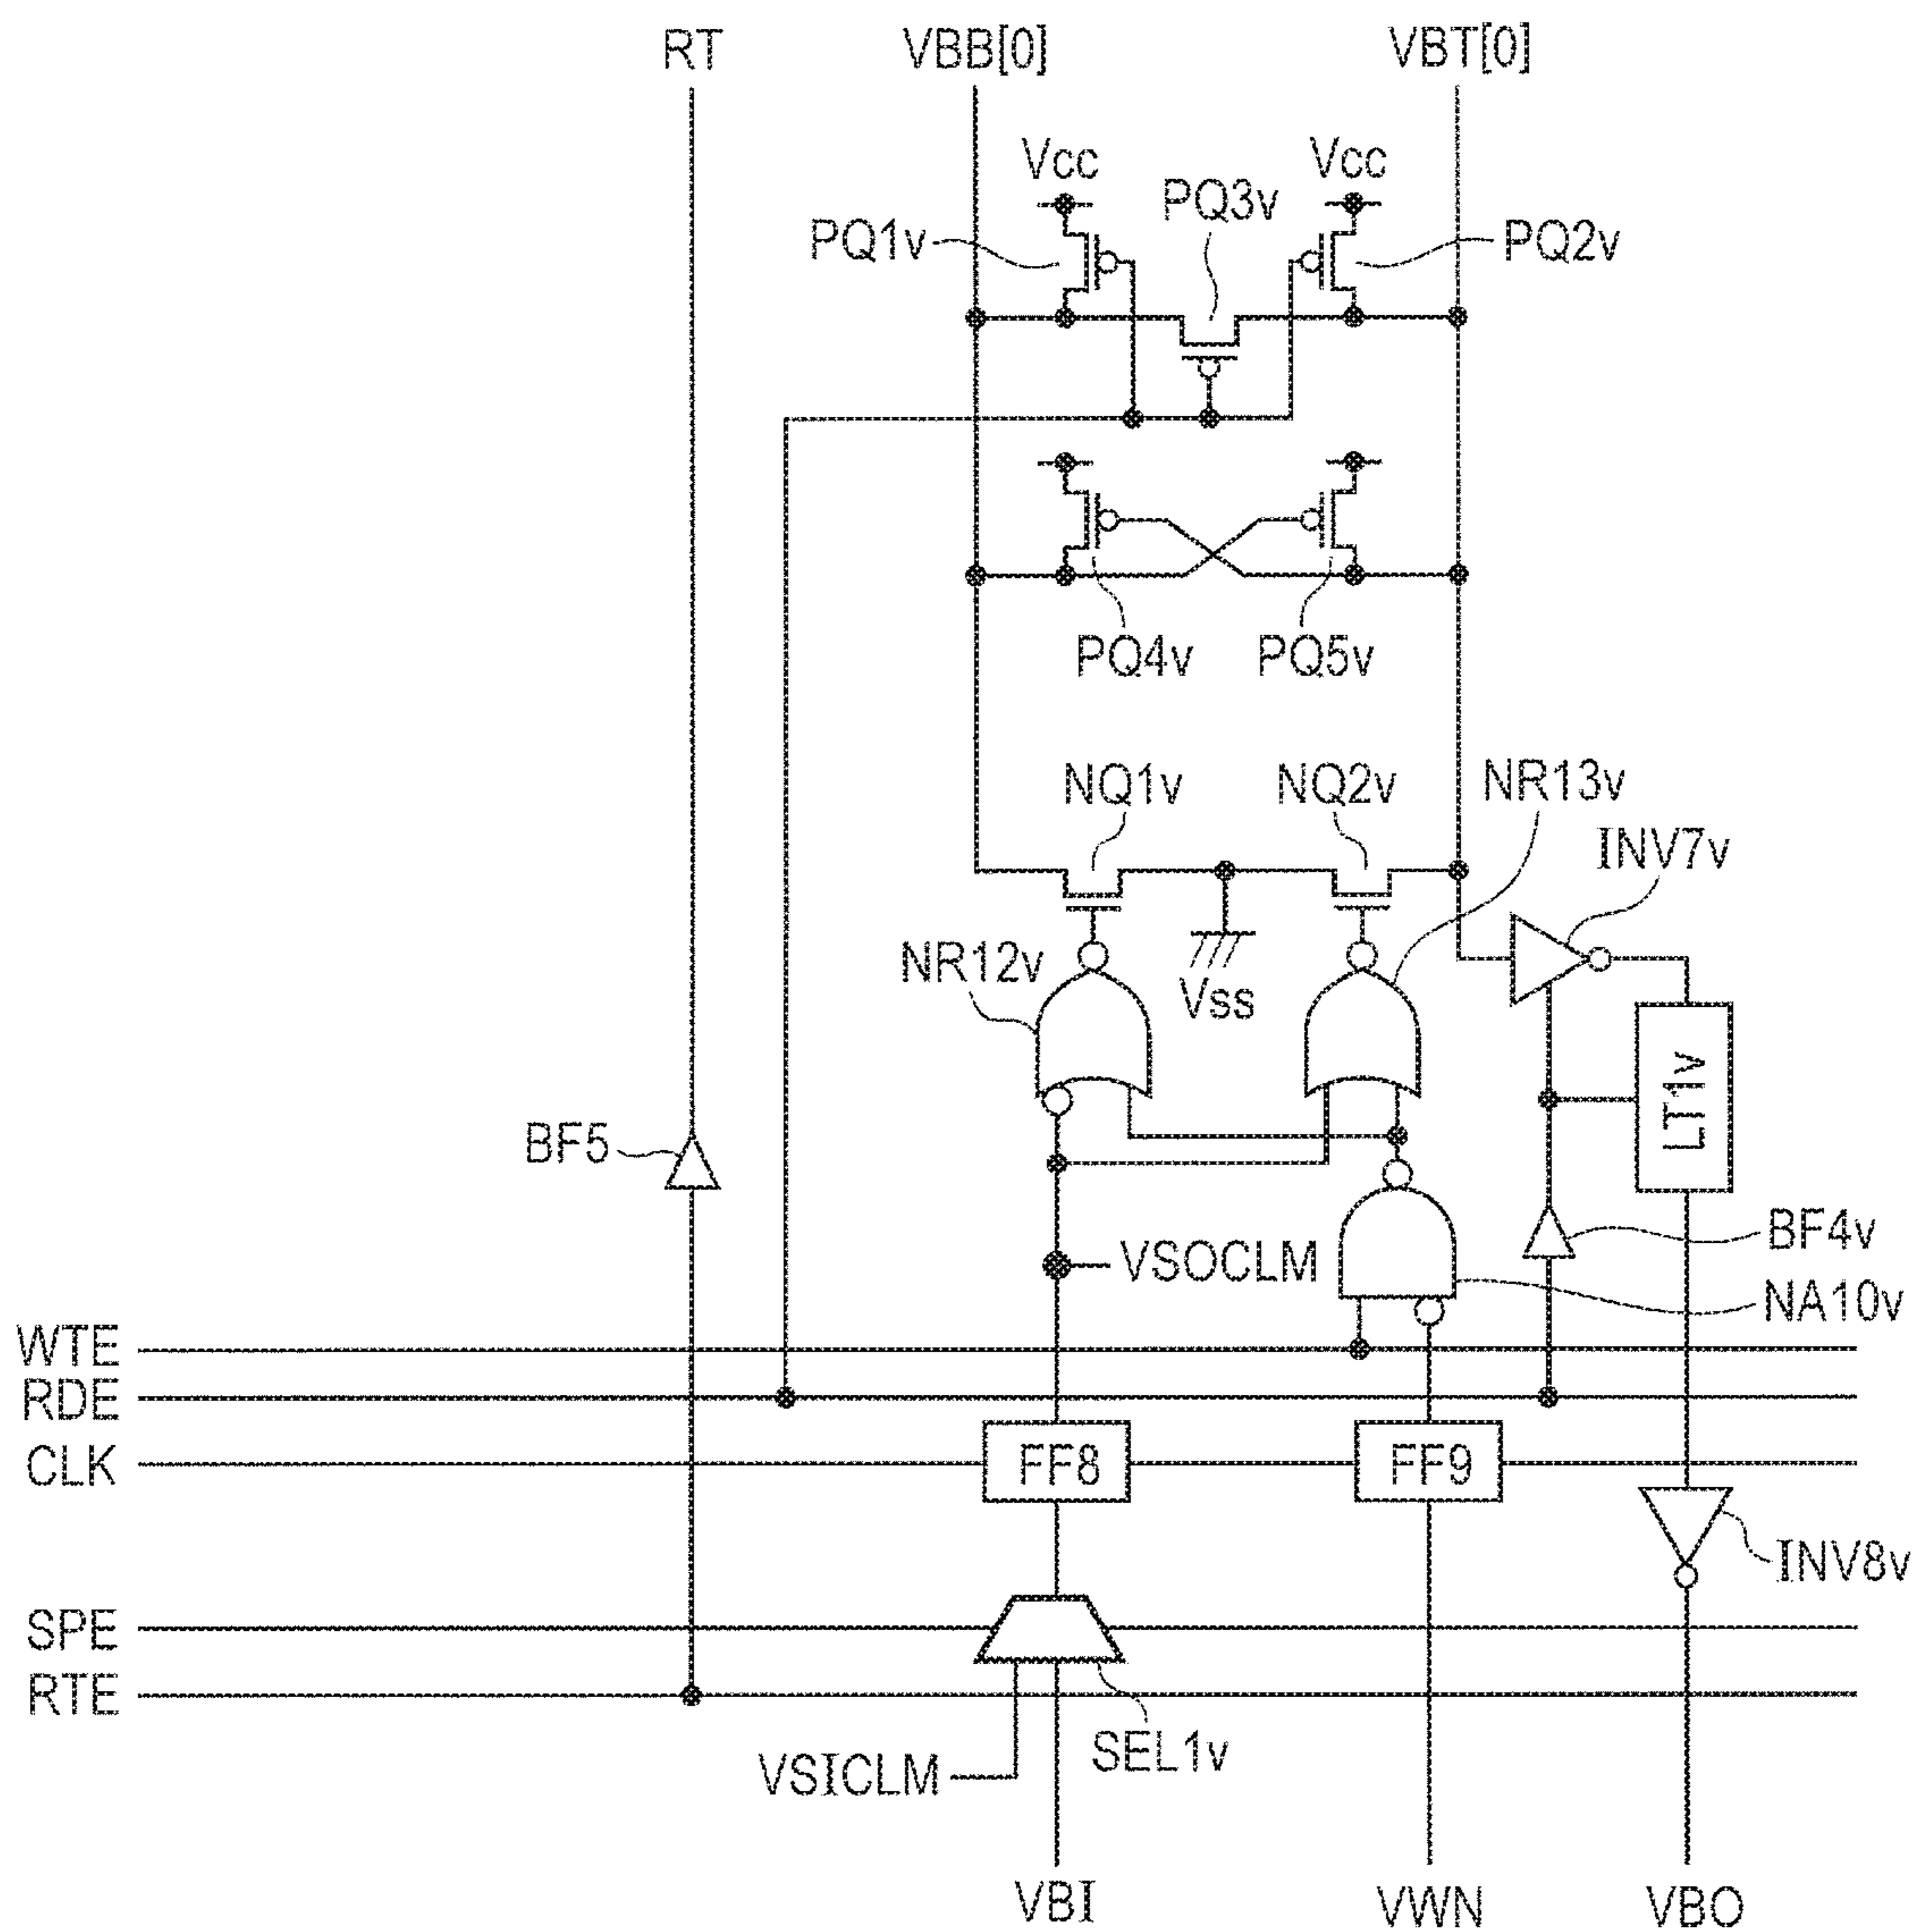 RT
VBB[0]
VBT[0]
Vcc
Vcc
PQ3v
PQ1v
PQ2v
PQ4v
PQ5v
NQ1v
NQ2v
NR13v
INV7v
NR12v
Vss
LT1v
BF5
BF4v
VSOCLM
NA10v
WTE
RDE
CLK
FF8
FF9
INV8v
SPE
RTE
SEL1v
VSICLM
VBI
VWN
VBO